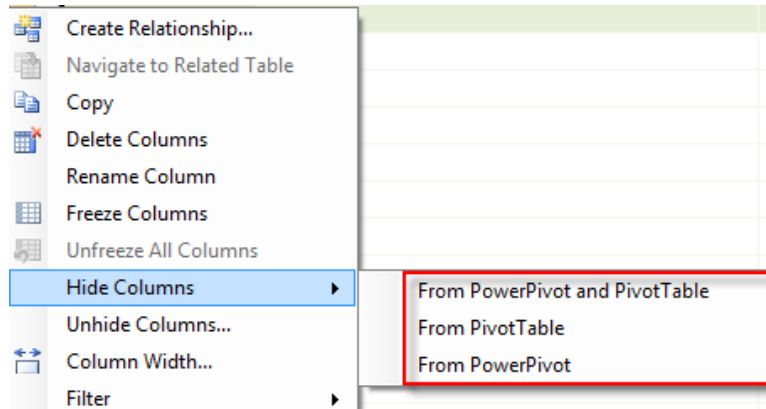 Create Relationship...
Navigate to Related Table
Copy
Delete Columns
Rename Column
Freeze Columns
Unfreeze All Columns
Hide Columns
From PowerPivot and PivotTable
Unhide Columns...
From PivotTable
Column Width...
From PowerPivot
Filter